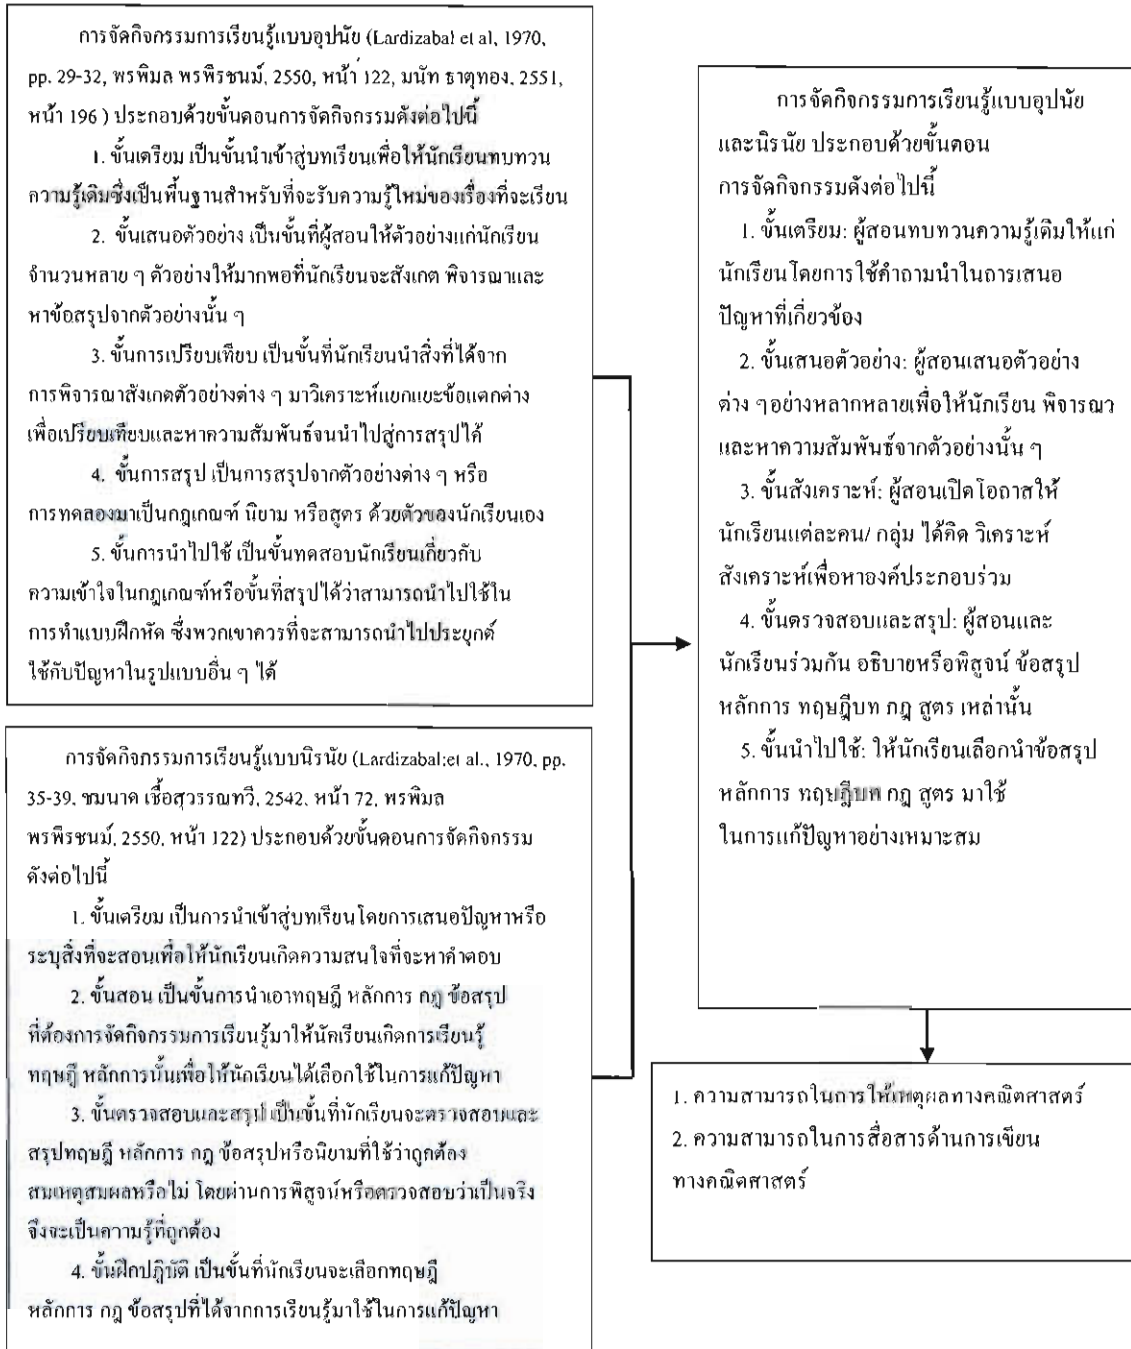 การจัดกิจกรรมการเรียนรู้แบบอุปนัย (Lardizabal et al, 1970,
pp. 29-32, พรพิมล พรพีรชนม์, 2550, หน้า 122, มนัท ธาตุทอง, 2551,
หน้า 196 ) ประกอบด้วยขั้นตอนการจัดกิจกรรมดังต่อไปนี้
1. ขั้นเตรียม เป็นขั้นนำเข้าสู่บทเรียนเพื่อให้นักเรียนทบทวน
ความรู้เดิมซึ่งเป็นพื้นฐานสำหรับที่จะรับความรู้ใหม่ของเรื่องที่จะเรียน
2. ขั้นเสนอตัวอย่าง เป็นขั้นที่ผู้สอนให้ตัวอย่างแก่นักเรียน
จำนวนหลาย ๆ ตัวอย่างให้มากพอที่นักเรียนจะสังเกต พิจารณาและ
หาข้อสรุปจากตัวอย่างนั้น ๆ
3. ขั้นการเปรียบเทียบ เป็นขั้นที่นักเรียนนำสิ่งที่ได้จาก
การพิจารณาสังเกตตัวอย่างต่าง ๆ มาวิเคราะห์แยกแยะข้อแตกต่าง
เพื่อเปรียบเทียบและหาความสัมพันธ์จนนำไปสู่การสรุปได้
4. ขั้นการสรุป เป็นการสรุปจากตัวอย่างต่าง ๆ หรือ
การทดลองมาเป็นกฎเกณฑ์ นิยาม หรือสูตร ด้วยตัวของนักเรียนเอง
5. ขั้นการนำไปใช้ เป็นขั้นทดสอบนักเรียนเกี่ยวกับ
ความเข้าใจในกฎเกณฑ์หรือขั้นที่สรุปได้ว่าสามารถนำไปใช้ใน
การทำแบบฝึกหัด ซึ่งพวกเขาควรที่จะสามารถนำไปประยุกต์
ใช้กับปัญหาในรูปแบบอื่น ๆ ได้
การจัดกิจกรรมการเรียนรู้แบบนิรนัย (Lardizabal:et al., 1970, pp.
35-39, ชมนาด เชื้อสุวรรณทวี, 2542, หน้า 72, พรพิมล
พรพีรชนม์, 2550, หน้า 122) ประกอบด้วยขั้นตอนการจัดกิจกรรม
ดังต่อไปนี้
1. ขั้นเตรียม เป็นการนำเข้าสู่บทเรียนโดยการเสนอปัญหาหรือ
ระบุสิ่งที่จะสอนเพื่อให้นักเรียนเกิดความสนใจที่จะหาคำตอบ
2. ขั้นสอน เป็นขั้นการนำเอาทฤษฎี หลักการ กฎ ข้อสรุป
ที่ต้องการจัดกิจกรรมการเรียนรู้มาให้นักเรียนเกิดการเรียนรู้
ทฤษฎี หลักการนั้นเพื่อให้นักเรียนได้เลือกใช้ในการแก้ปัญหา
3. ขั้นตรวจสอบและสรุป เป็นขั้นที่นักเรียนจะตรวจสอบและ
สรุปทฤษฎี หลักการ กฎ ข้อสรุปหรือนิยามที่ใช้ว่าถูกต้อง
สมเหตุสมผลหรือไม่ โดยผ่านการพิสูจน์หรือตรวจสอบว่าเป็นจริง
จึงจะเป็นความรู้ที่ถูกต้อง
4. ขั้นฝึกปฏิบัติ เป็นขั้นที่นักเรียนจะเลือกทฤษฎี
หลักการ กฎ ข้อสรุปที่ได้จากการเรียนรู้มาใช้ในการแก้ปัญหา
การจัดกิจกรรมการเรียนรู้แบบอุปนัย
และนิรนัย ประกอบด้วยขั้นตอน
การจัดกิจกรรมดังต่อไปนี้
1. ขั้นเตรียม: ผู้สอนทบทวนความรู้เดิมให้แก่
นักเรียนโดยการใช้คำถามนำในการเสนอ
ปัญหาที่เกี่ยวข้อง
2. ขั้นเสนอตัวอย่าง: ผู้สอนเสนอตัวอย่าง
ต่าง ๆอย่างหลากหลายเพื่อให้นักเรียน พิจารณา
และหาความสัมพันธ์จากตัวอย่างนั้น ๆ
3. ขั้นสังเคราะห์: ผู้สอนเปิดโอกาสให้
นักเรียนแต่ละคน/ กลุ่ม ได้คิด วิเคราะห์
สังเคราะห์เพื่อหาองค์ประกอบร่วม
4. ขั้นตรวจสอบและสรุป: ผู้สอนและ
นักเรียนร่วมกัน อธิบายหรือพิสูจน์ ข้อสรุป
หลักการ ทฤษฎีบท กฎ สูตร เหล่านั้น
5. ขั้นนำไปใช้: ให้นักเรียนเลือกนำข้อสรุป
หลักการ ทฤษฎีบท กฎ สูตร มาใช้
ในการแก้ปัญหาอย่างเหมาะสม
1. ความสามารถในการให้เหตุผลทางคณิตศาสตร์
2. ความสามารถในการสื่อสารด้านการเขียน
ทางคณิตศาสตร์